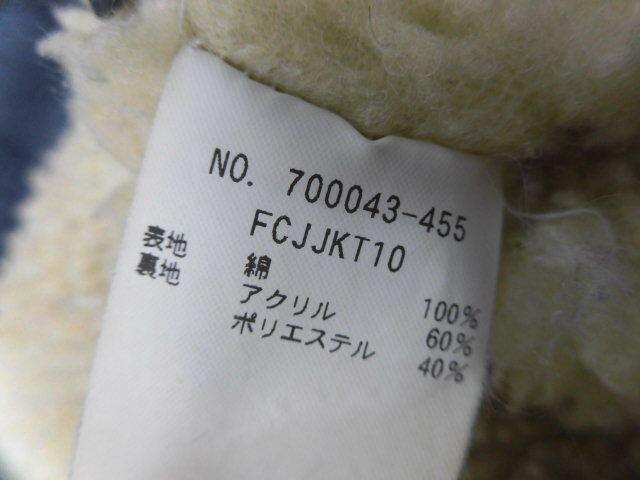 NO. 700043-455
FCJJKT10
表地 綿 100%
裏地 アクリル 60%
ポリエステル 40%